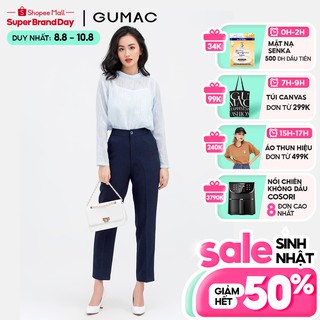 Shopee Mall
Super Brand Day
DUY NHẤT: 8.8 - 10.8
GUMAC
34K
0H-2H
MẶT NẠ
SENKA
500 ĐH ĐẦU TIÊN
99K
7H-9H
TÚI CANVAS
ĐƠN TỪ 299K
240K
15H-17H
ÁO THUN HIỆU
ĐƠN TỪ 499K
3790K
NỒI CHIÊN
KHÔNG DẦU
COSORI
8 ĐƠN CAO
NHẤT
sale SINH
NHẬT
GIẢM
HẾT 50%